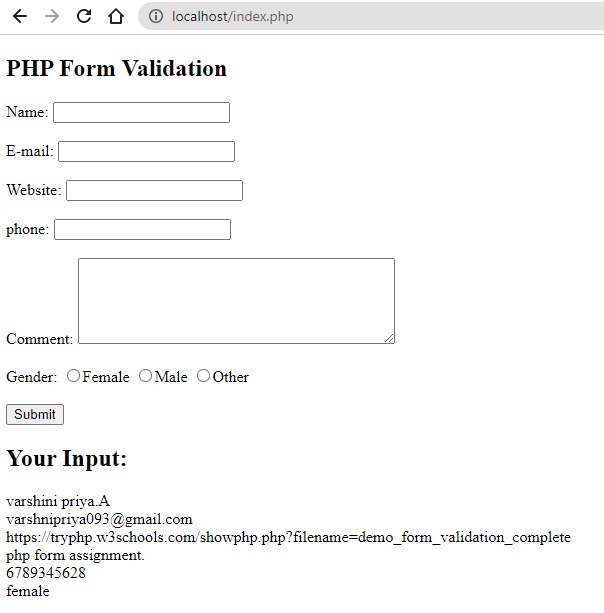 localhost/index.php
PHP Form Validation
Name:
E-mail:
Website:
phone:
Comment:
Gender: Female Male Other
Submit
Your Input:
varshini priya.A
varshnipriya093@gmail.com
https://tryphp.w3schools.com/showphp.php?filename=demo_form_validation_complete
php form assignment.
6789345628
female